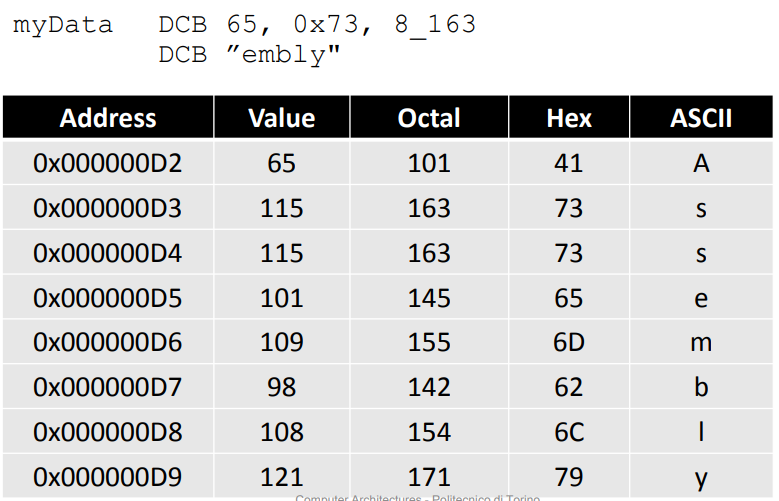 myData DCB 65, 0x73, 8_163
DCB ”embly"
Address Value Octal Hex ASCII
0x000000D2 65 101 41 A
0x000000D3 115 163 73 s
0x000000D4 115 163 73 s
0x000000D5 101 145 65 e
0x000000D6 109 155 6D m
0x000000D7 98 142 62 b
0x000000D8 108 154 6C l
0x000000D9 121 171 79 y
Computer Architectures - Politecnico di Torino